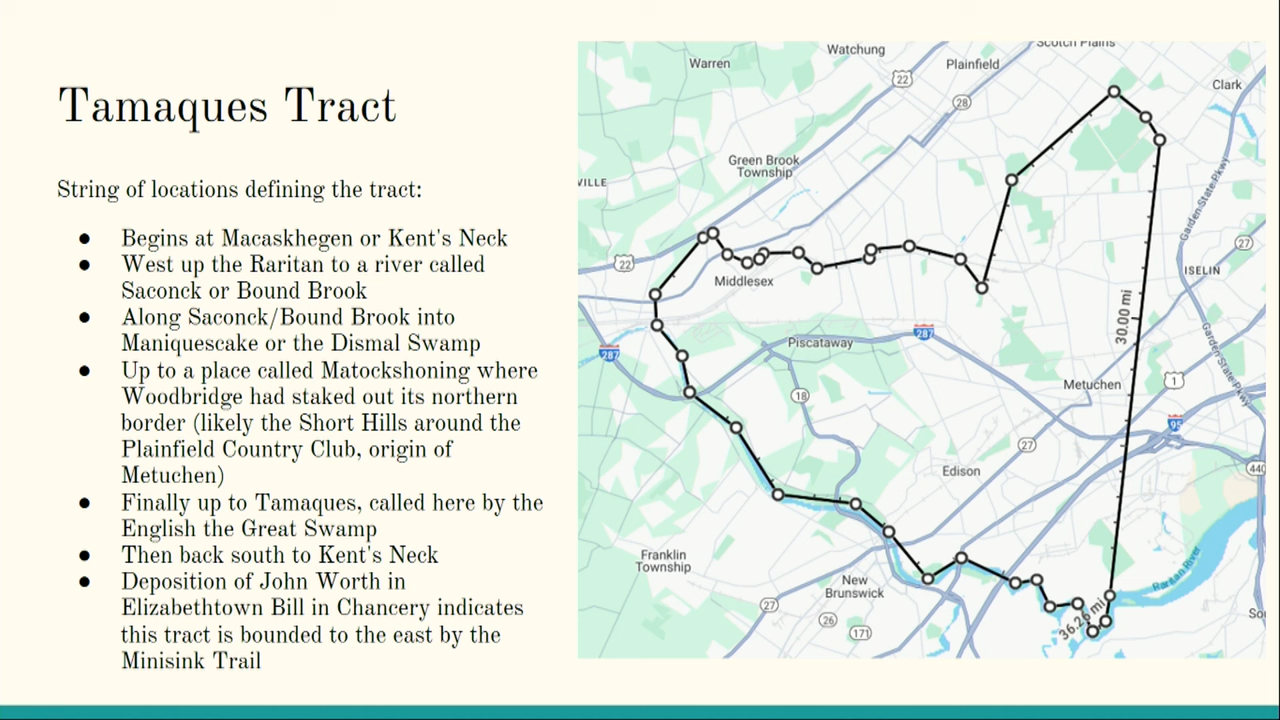 Tamaques Tract
String of locations defining the tract:
● Begins at Macaskhegen or Kent's Neck
● West up the Raritan to a river called
Saconck or Bound Brook
● Along Saconck/Bound Brook into
Maniquescake or the Dismal Swamp
● Up to a place called Matockshoning where
Woodbridge had staked out its northern
border (likely the Short Hills around the
Plainfield Country Club, origin of
Metuchen)
● Finally up to Tamaques, called here by the
English the Great Swamp
● Then back south to Kent's Neck
● Deposition of John Worth in
Elizabethtown Bill in Chancery indicates
this tract is bounded to the east by the
Minisink Trail
Watchung
Scotch Plains
Warren
Plainfield
22
Clark
28
Green Brook
Township
VILLE
Garden State Pkwy
27
22
ISELIN
Middlesex
30.00 mi
287
287
Piscataway
Garden State Pkwy
Metuchen
1
18
95
27
Edison
440
Franklin
Township
New
Brunswick
Raritan River
27
26
171
36.26 mi